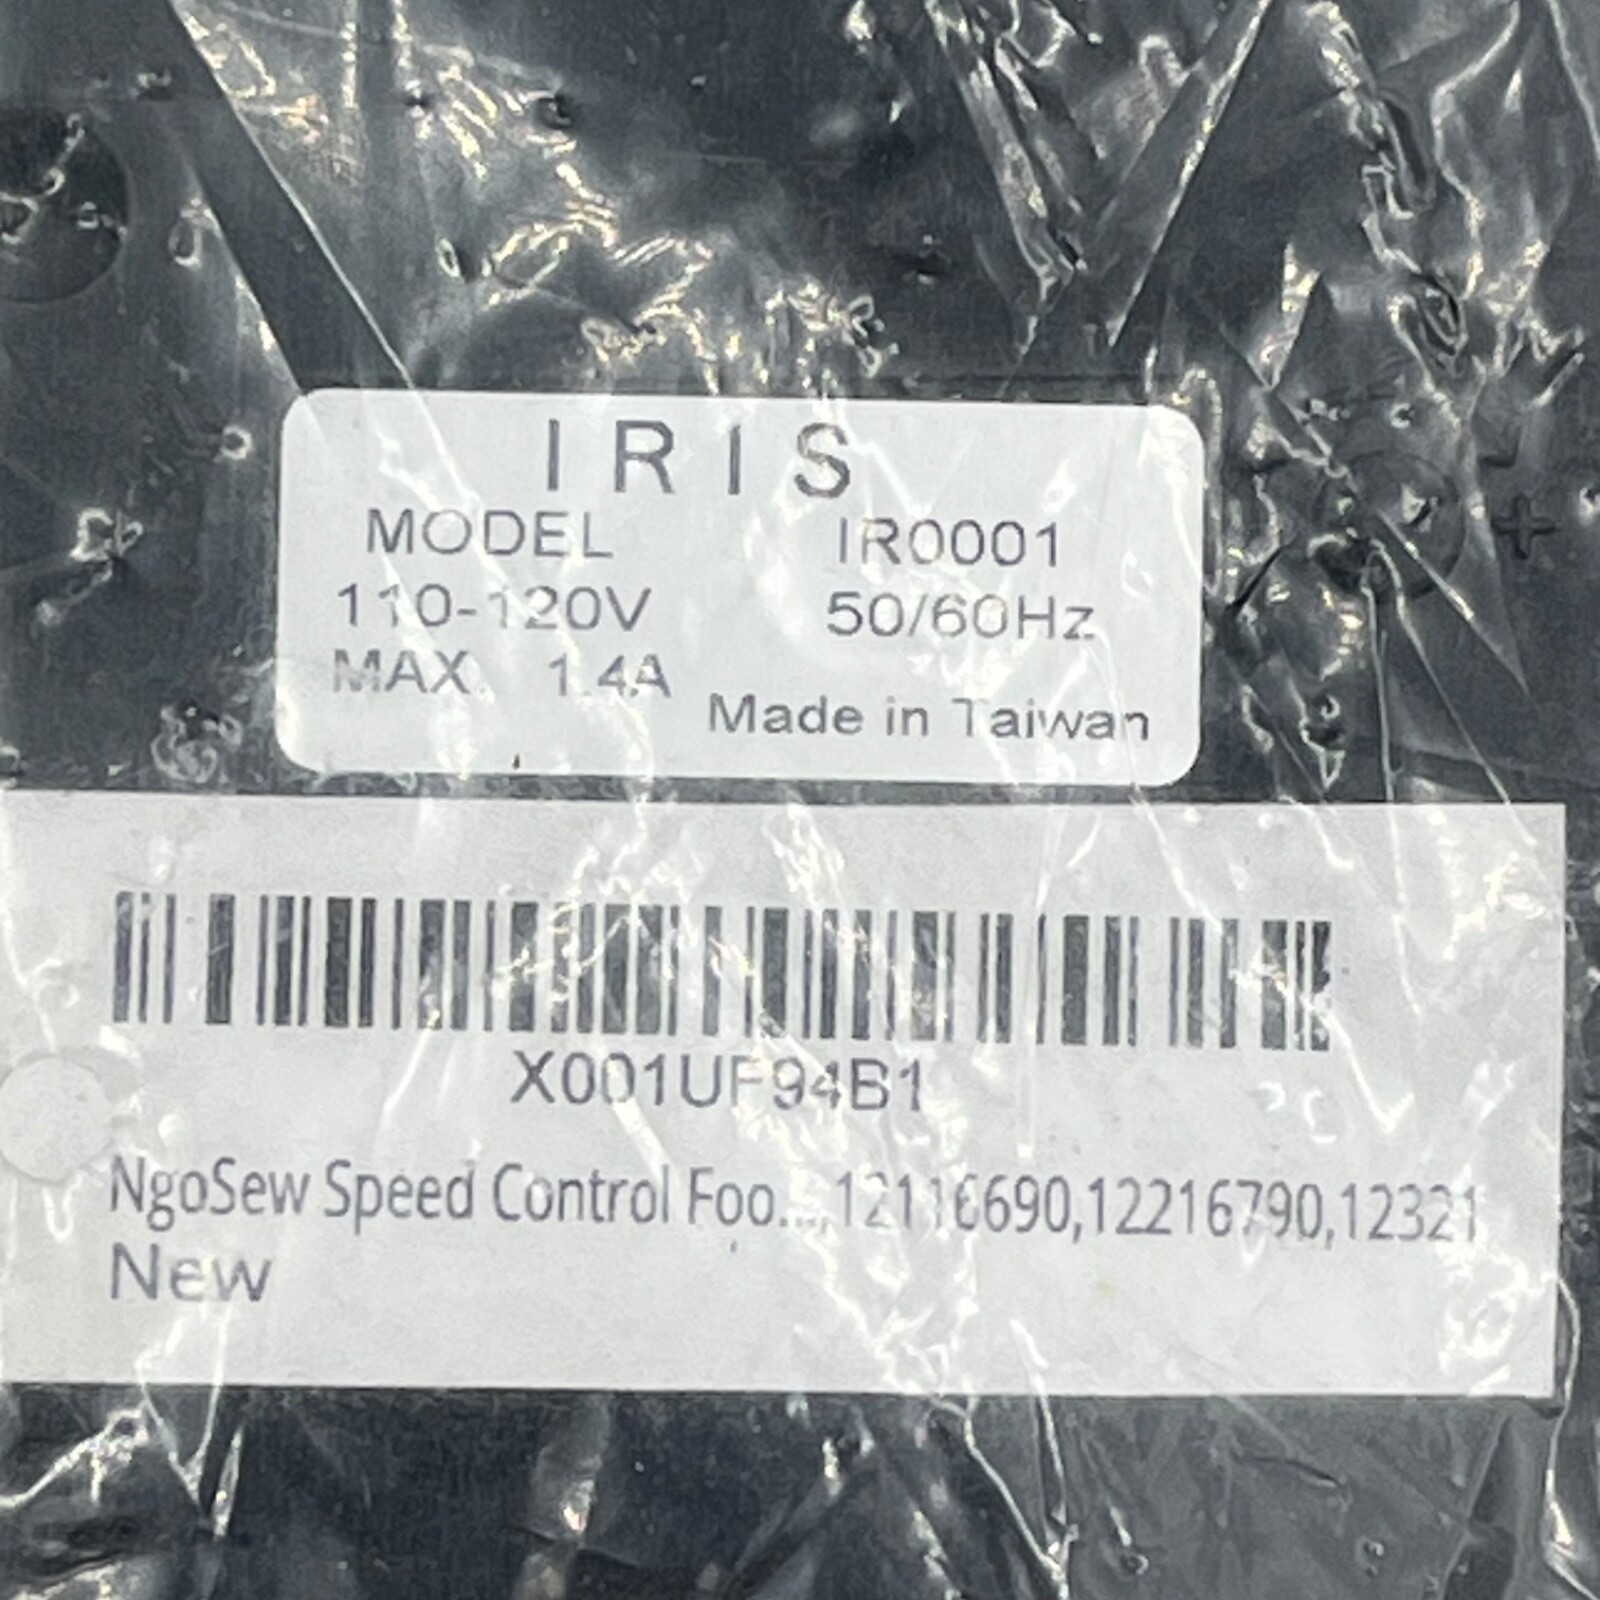 IRIS
MODEL IR0001
110-120V 50/60Hz
MAX. 1.4A
Made in Taiwan
X001UF94B1
NgoSew Speed Control Foo...,12116690,12216790,12321
New